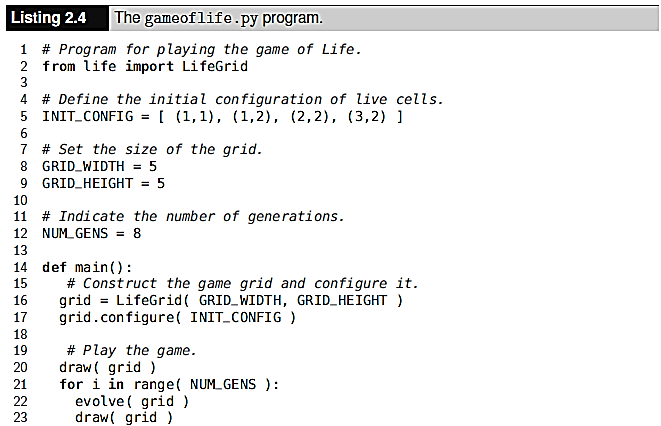 Listing 2.4 The gameoflife.py program.
1 # Program for playing the game of Life.
2 from life import LifeGrid
3
4 # Define the initial configuration of live cells.
5 INIT_CONFIG = [ (1,1), (1,2), (2,2), (3,2) ]
6
7 # Set the size of the grid.
8 GRID_WIDTH = 5
9 GRID_HEIGHT = 5
10
11 # Indicate the number of generations.
12 NUM_GENS = 8
13
14 def main():
15 # Construct the game grid and configure it.
16 grid = LifeGrid( GRID_WIDTH, GRID_HEIGHT )
17 grid.configure( INIT_CONFIG )
18
19 # Play the game.
20 draw( grid )
21 for i in range( NUM_GENS ):
22 evolve( grid )
23 draw( grid )